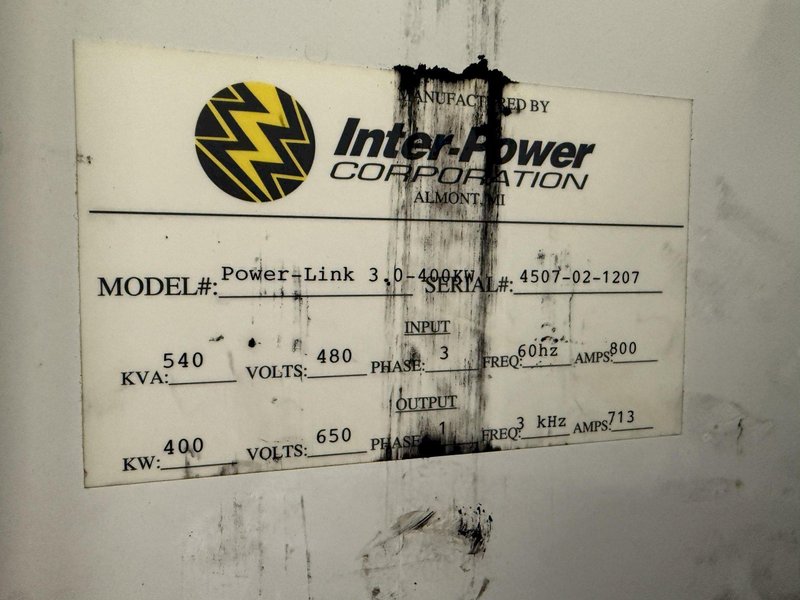 MANUFACTURED BY
Inter-Power
CORPORATION
ALMONT, MI
MODEL#: Power-Link 3.0-400KW SERIAL#: 4507-02-1207
INPUT
KVA: 540 VOLTS: 480 PHASE: 3 FREQ: 60hz AMPS: 800
OUTPUT
KW: 400 VOLTS: 650 PHASE: 1 FREQ: 3 kHz AMPS: 713